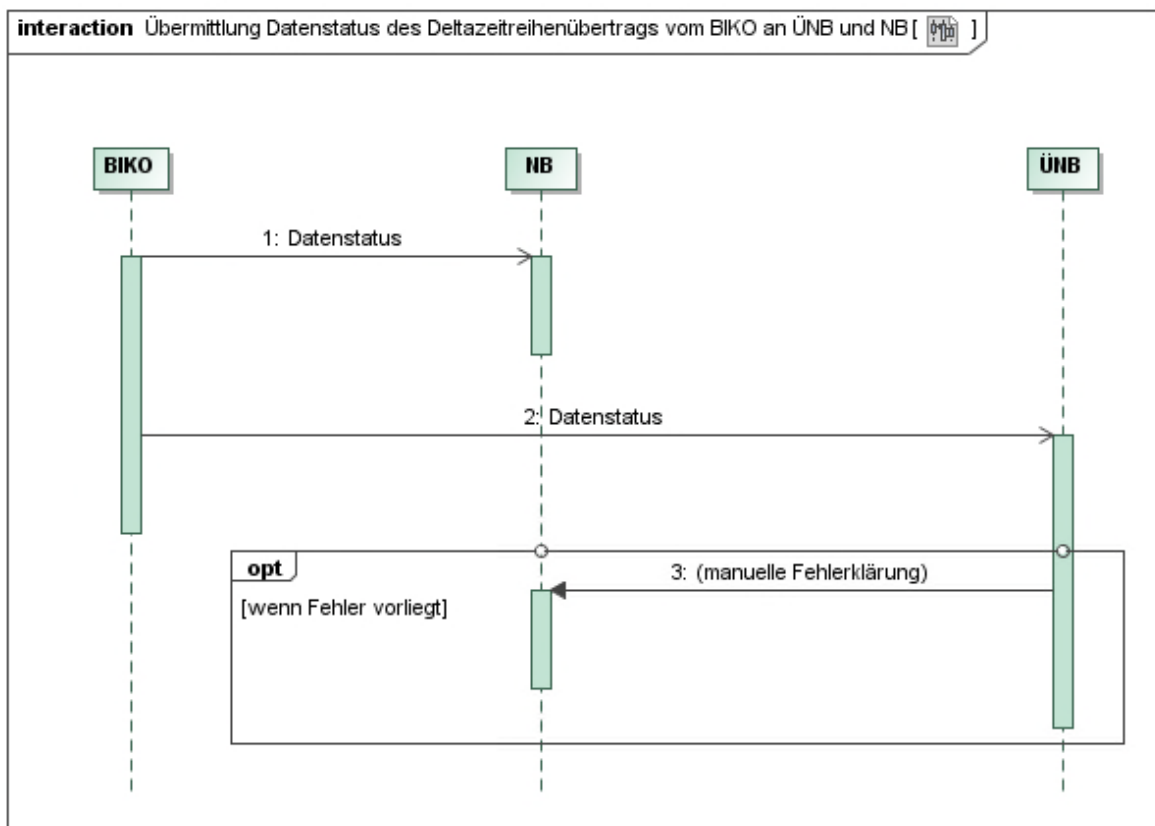 interaction Übermittlung Datenstatus des Deltazeitreihenübertrags vom BIKO an ÜNB und NB [ ]
BIKO
NB
ÜNB
1: Datenstatus
2: Datenstatus
opt
3: (manuelle Fehlerklärung)
[wenn Fehler vorliegt]